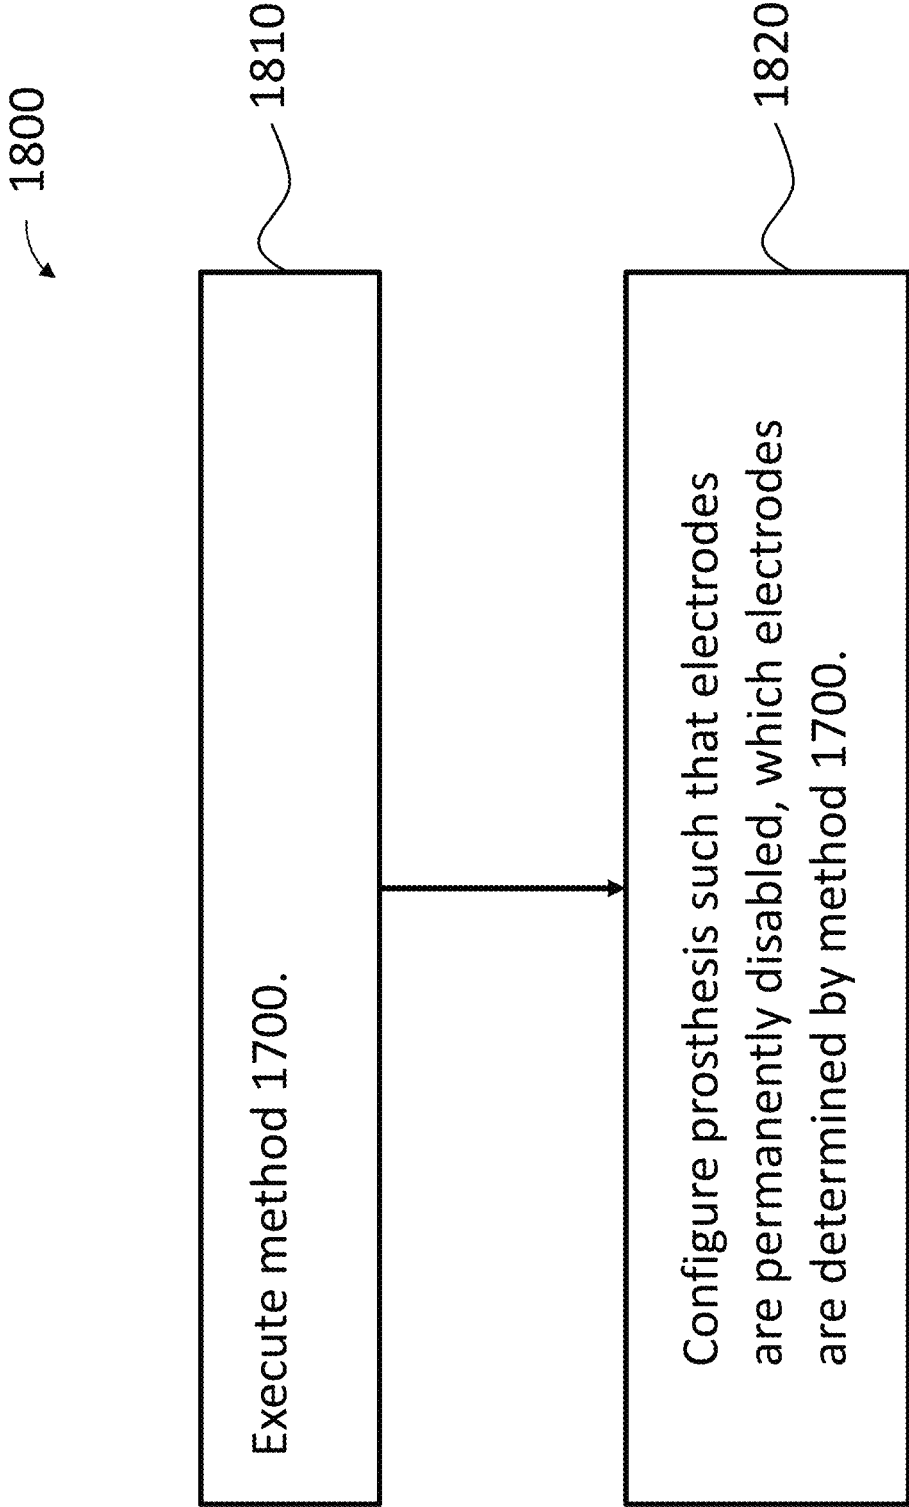 1800
Execute method 1700.
1810
Configure prosthesis such that electrodes
are permanently disabled, which electrodes
are determined by method 1700.
1820